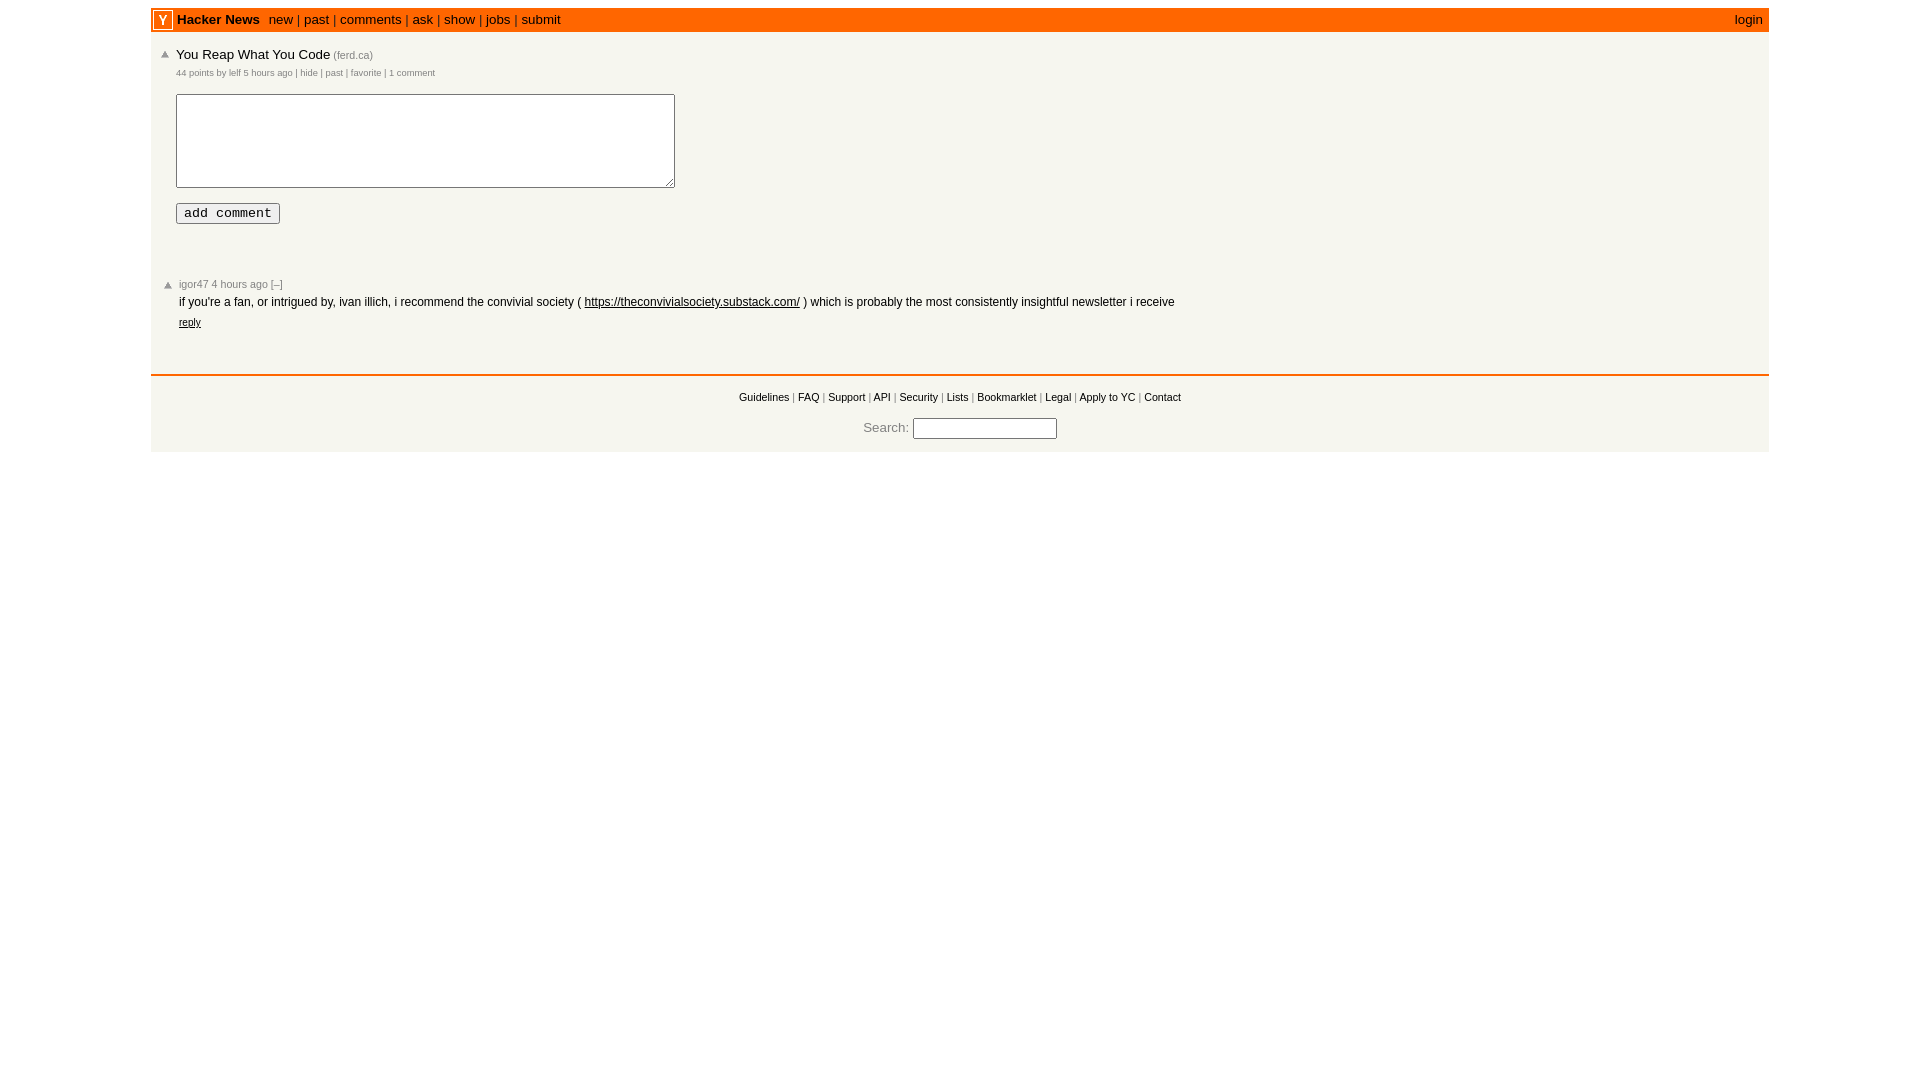 Y Hacker News new | past | comments | ask | show | jobs | submit login
You Reap What You Code (ferd.ca)
44 points by lelf 5 hours ago | hide | past | favorite | 1 comment
add comment
igor47 4 hours ago [–]
if you're a fan, or intrigued by, ivan illich, i recommend the convivial society ( https://theconvivialsociety.substack.com/ ) which is probably the most consistently insightful newsletter i receive
reply
Guidelines | FAQ | Support | API | Security | Lists | Bookmarklet | Legal | Apply to YC | Contact
Search: